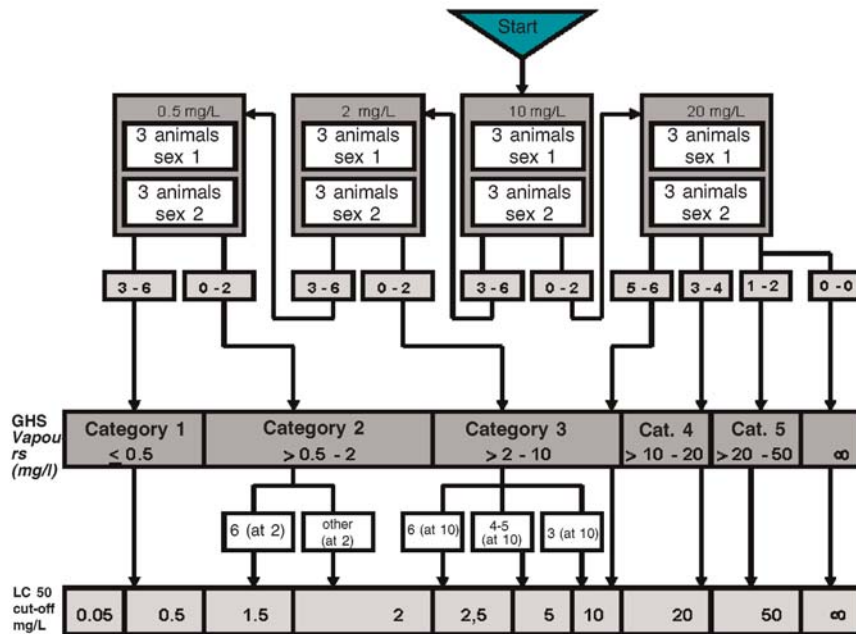 Start
0.5 mg/L
2 mg/L
10 mg/L
20 mg/L
3 animals
sex 1
3 animals
sex 1
3 animals
sex 1
3 animals
sex 1
3 animals
sex 2
3 animals
sex 2
3 animals
sex 2
3 animals
sex 2
3 - 6
0 - 2
3 - 6
0 - 2
3 - 6
0 - 2
5 - 6
3 - 4
1 - 2
0 - 0
GHS
Vapou
rs
(mg/l)
Category 1
≤ 0.5
Category 2
> 0.5 - 2
Category 3
> 2 - 10
Cat. 4
> 10 - 20
Cat. 5
> 20 - 50
∞
6 (at 2)
other
(at 2)
6 (at 10)
4-5
(at 10)
3 (at 10)
LC 50
cut-off
mg/L
0.05
0.5
1.5
2
2,5
5
10
20
50
∞